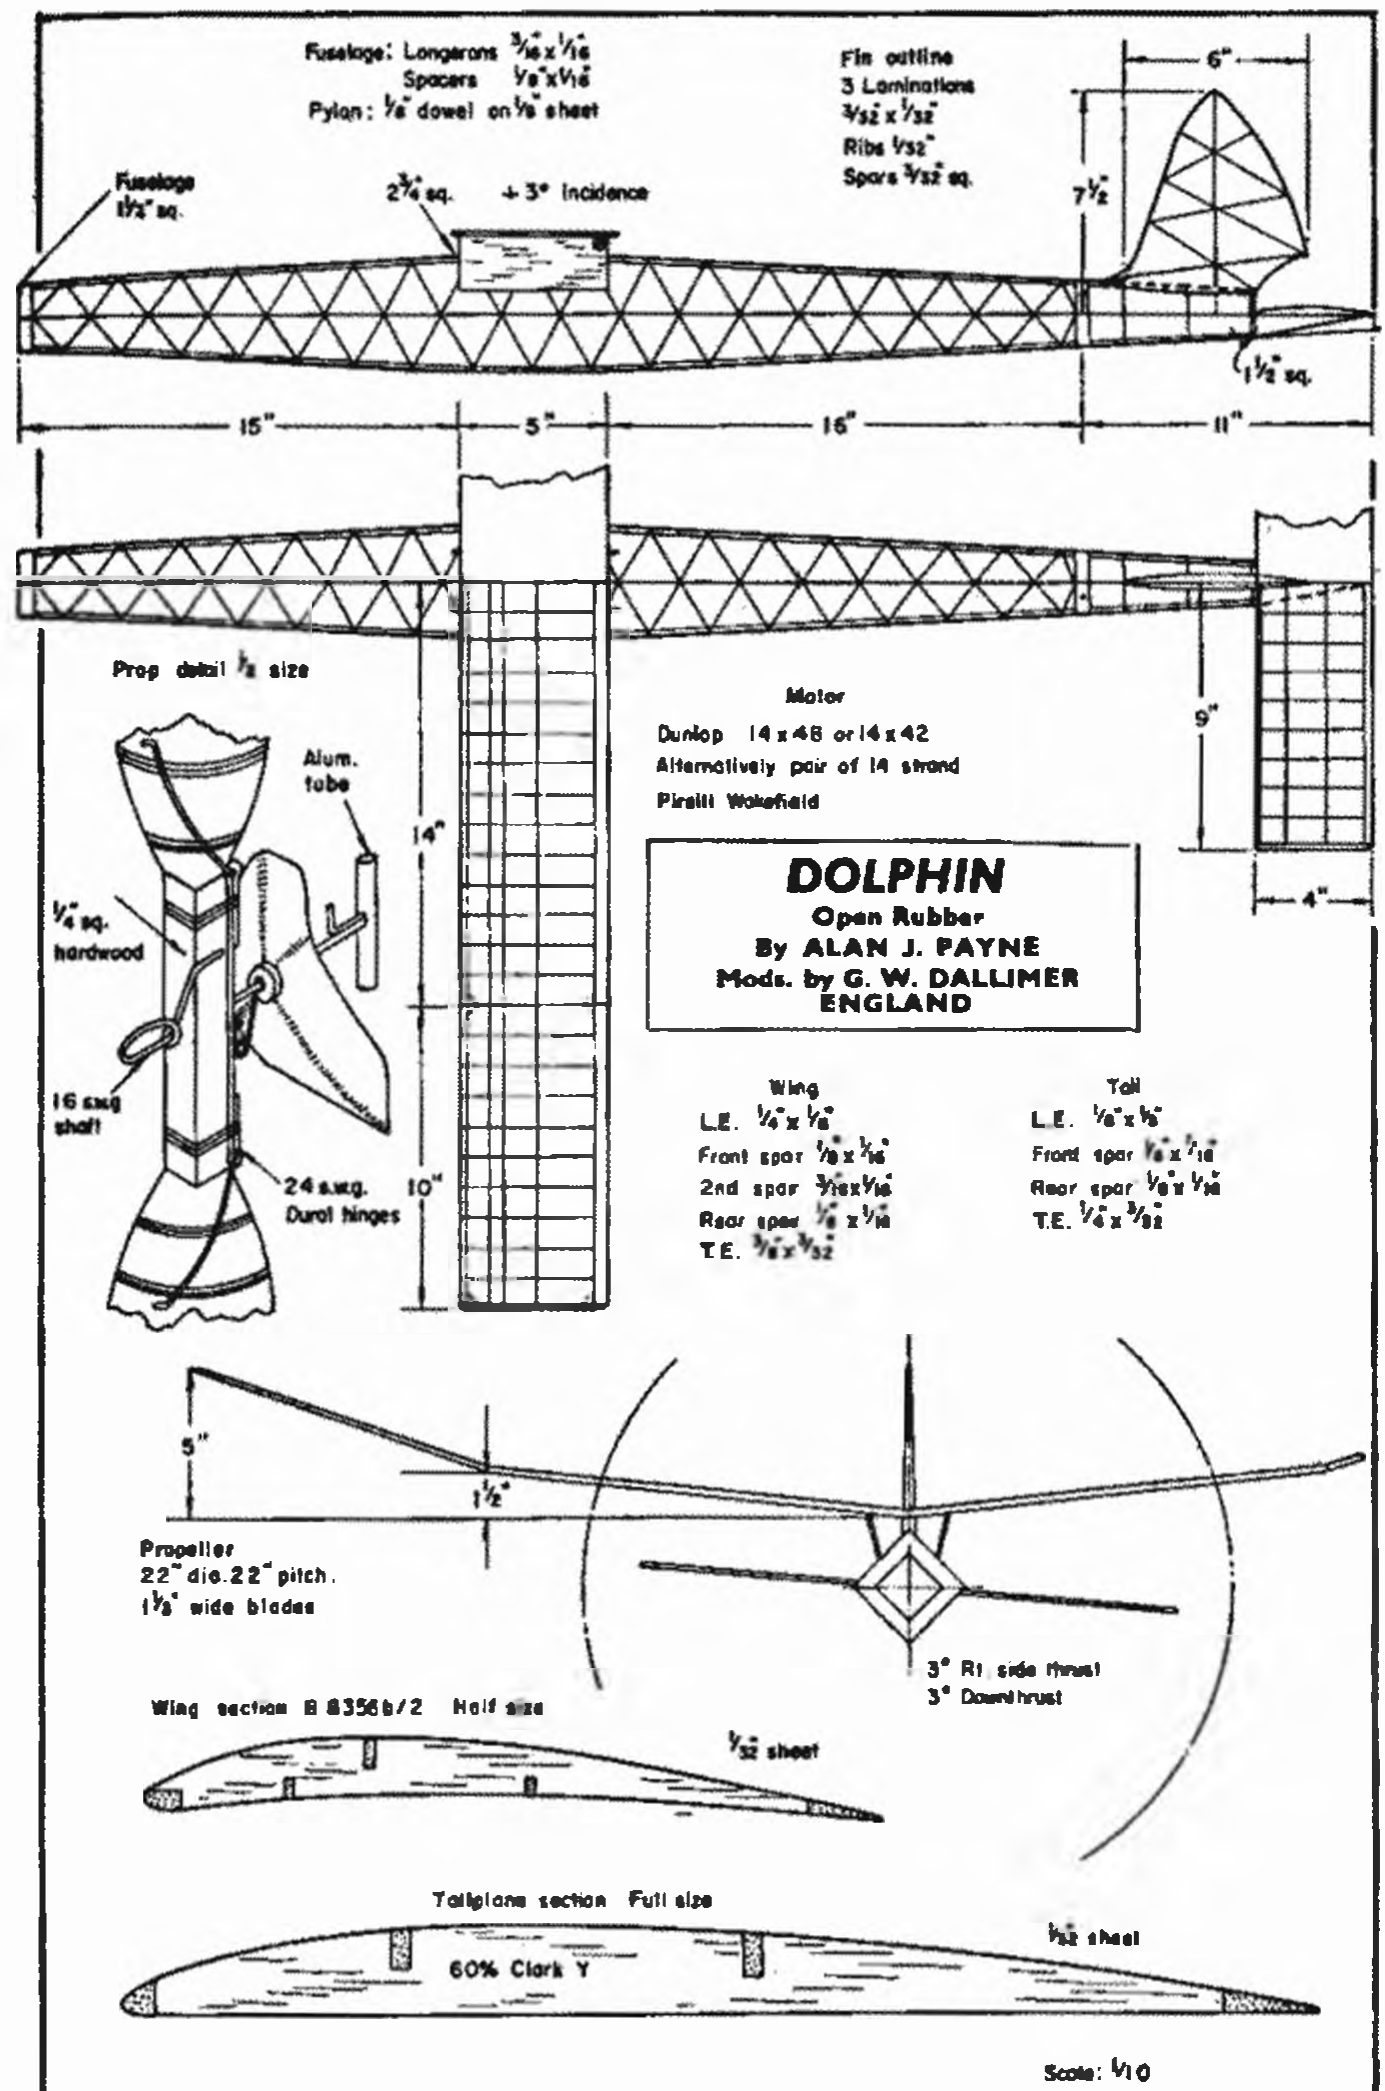 Fuselage: Longerons 3/16" x 1/16"
Spacers 1/8" x 1/16"
Pylon: 1/8" dowel on 1/8" sheet
Fin outline
3 Laminations
3/32" x 1/32"
Ribs 1/32"
Spars 3/32" sq.
6"
7 1/2"
Fuselage
1 1/2" sq.
2 3/4" sq.
+ 3° Incidence
1 1/2" sq.
15"
5"
16"
11"
Prop detail 1/2 size
Alum.
tube
1/4" sq.
hardwood
16 s.w.g
shaft
24 s.w.g.
Dural hinges
14"
10"
Motor
Dunlop 14 x 48 or 14 x 42
Alternatively pair of 14 strand
Pirelli Wakefield
9"
4"
DOLPHIN
Open Rubber
By ALAN J. PAYNE
Mods. by G. W. DALLIMER
ENGLAND
Wing
L.E. 1/4" x 1/8"
Front spar 1/8" x 1/16"
2nd spar 3/16" x 1/16"
Rear spar 1/8" x 1/16"
T.E. 3/8" x 3/32"
Tail
L.E. 1/8" x 1/8"
Front spar 1/8" x 1/16"
Rear spar 1/8" x 1/16"
T.E. 1/4" x 3/32"
5"
1 1/2"
Propeller
22" dia. 22" pitch.
wide blades
3° Rt. side thrust
3° Downthrust
Wing section B 8356b/2 Half size
1/32" sheet
Tailplane section Full size
1/32" sheet
60% Clark Y
Scale: 1/10